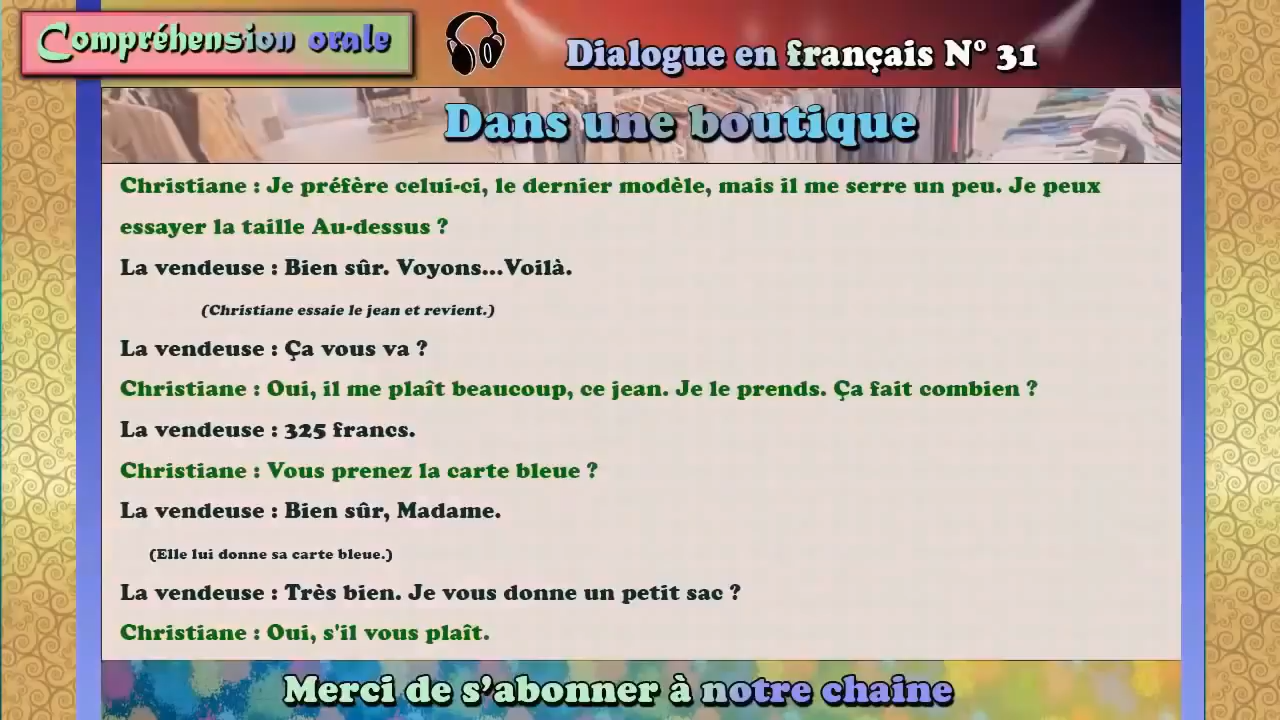 Compréhension orale
Dialogue en français N° 31
Dans une boutique
Christiane : Je préfère celui-ci, le dernier modèle, mais il me serre un peu. Je peux
essayer la taille Au-dessus ?
La vendeuse : Bien sûr. Voyons...Voilà.
(Christiane essaie le jean et revient.)
La vendeuse : Ça vous va ?
Christiane : Oui, il me plaît beaucoup, ce jean. Je le prends. Ça fait combien ?
La vendeuse : 325 francs.
Christiane : Vous prenez la carte bleue ?
La vendeuse : Bien sûr, Madame.
(Elle lui donne sa carte bleue.)
La vendeuse : Très bien. Je vous donne un petit sac ?
Christiane : Oui, s'il vous plaît.
Merci de s’abonner à notre chaine